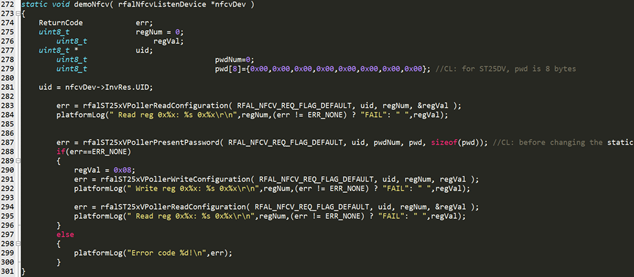 272 static void demoNfcv( rfalNfcvListenDevice *nfcvDev )
273 {
274 ReturnCode err;
275 uint8_t regNum = 0;
276 uint8_t regVal;
277 uint8_t * uid;
278 uint8_t pwdNum=0;
279 uint8_t pwd[8]={0x00,0x00,0x00,0x00,0x00,0x00,0x00,0x00}; //CL: for ST25DV, pwd is 8 bytes
280
281 uid = nfcvDev->InvRes.UID;
282
283 err = rfalST25xVPollerReadConfiguration( RFAL_NFCV_REQ_FLAG_DEFAULT, uid, regNum, &regVal );
284 platformLog(" Read reg 0x%x: %s 0x%x\r\n",regNum,(err != ERR_NONE) ? "FAIL": " ",regVal);
285
286
287 err = rfalST25xVPollerPresentPassword( RFAL_NFCV_REQ_FLAG_DEFAULT, uid, pwdNum, pwd, sizeof(pwd)); //CL: before changing the static
288 if(err==ERR_NONE)
289 {
290 regVal = 0x08;
291 err = rfalST25xVPollerWriteConfiguration( RFAL_NFCV_REQ_FLAG_DEFAULT, uid, regNum, regVal );
292 platformLog(" Write reg 0x%x: %s 0x%x\r\n",regNum,(err != ERR_NONE) ? "FAIL": " ",regVal);
293
294 err = rfalST25xVPollerReadConfiguration( RFAL_NFCV_REQ_FLAG_DEFAULT, uid, regNum, &regVal );
295 platformLog(" Read reg 0x%x: %s 0x%x\r\n",regNum,(err != ERR_NONE) ? "FAIL": " ",regVal);
296 }
297 else
298 {
299 platformLog("Error code %d!\n",err);
300 }
301 }